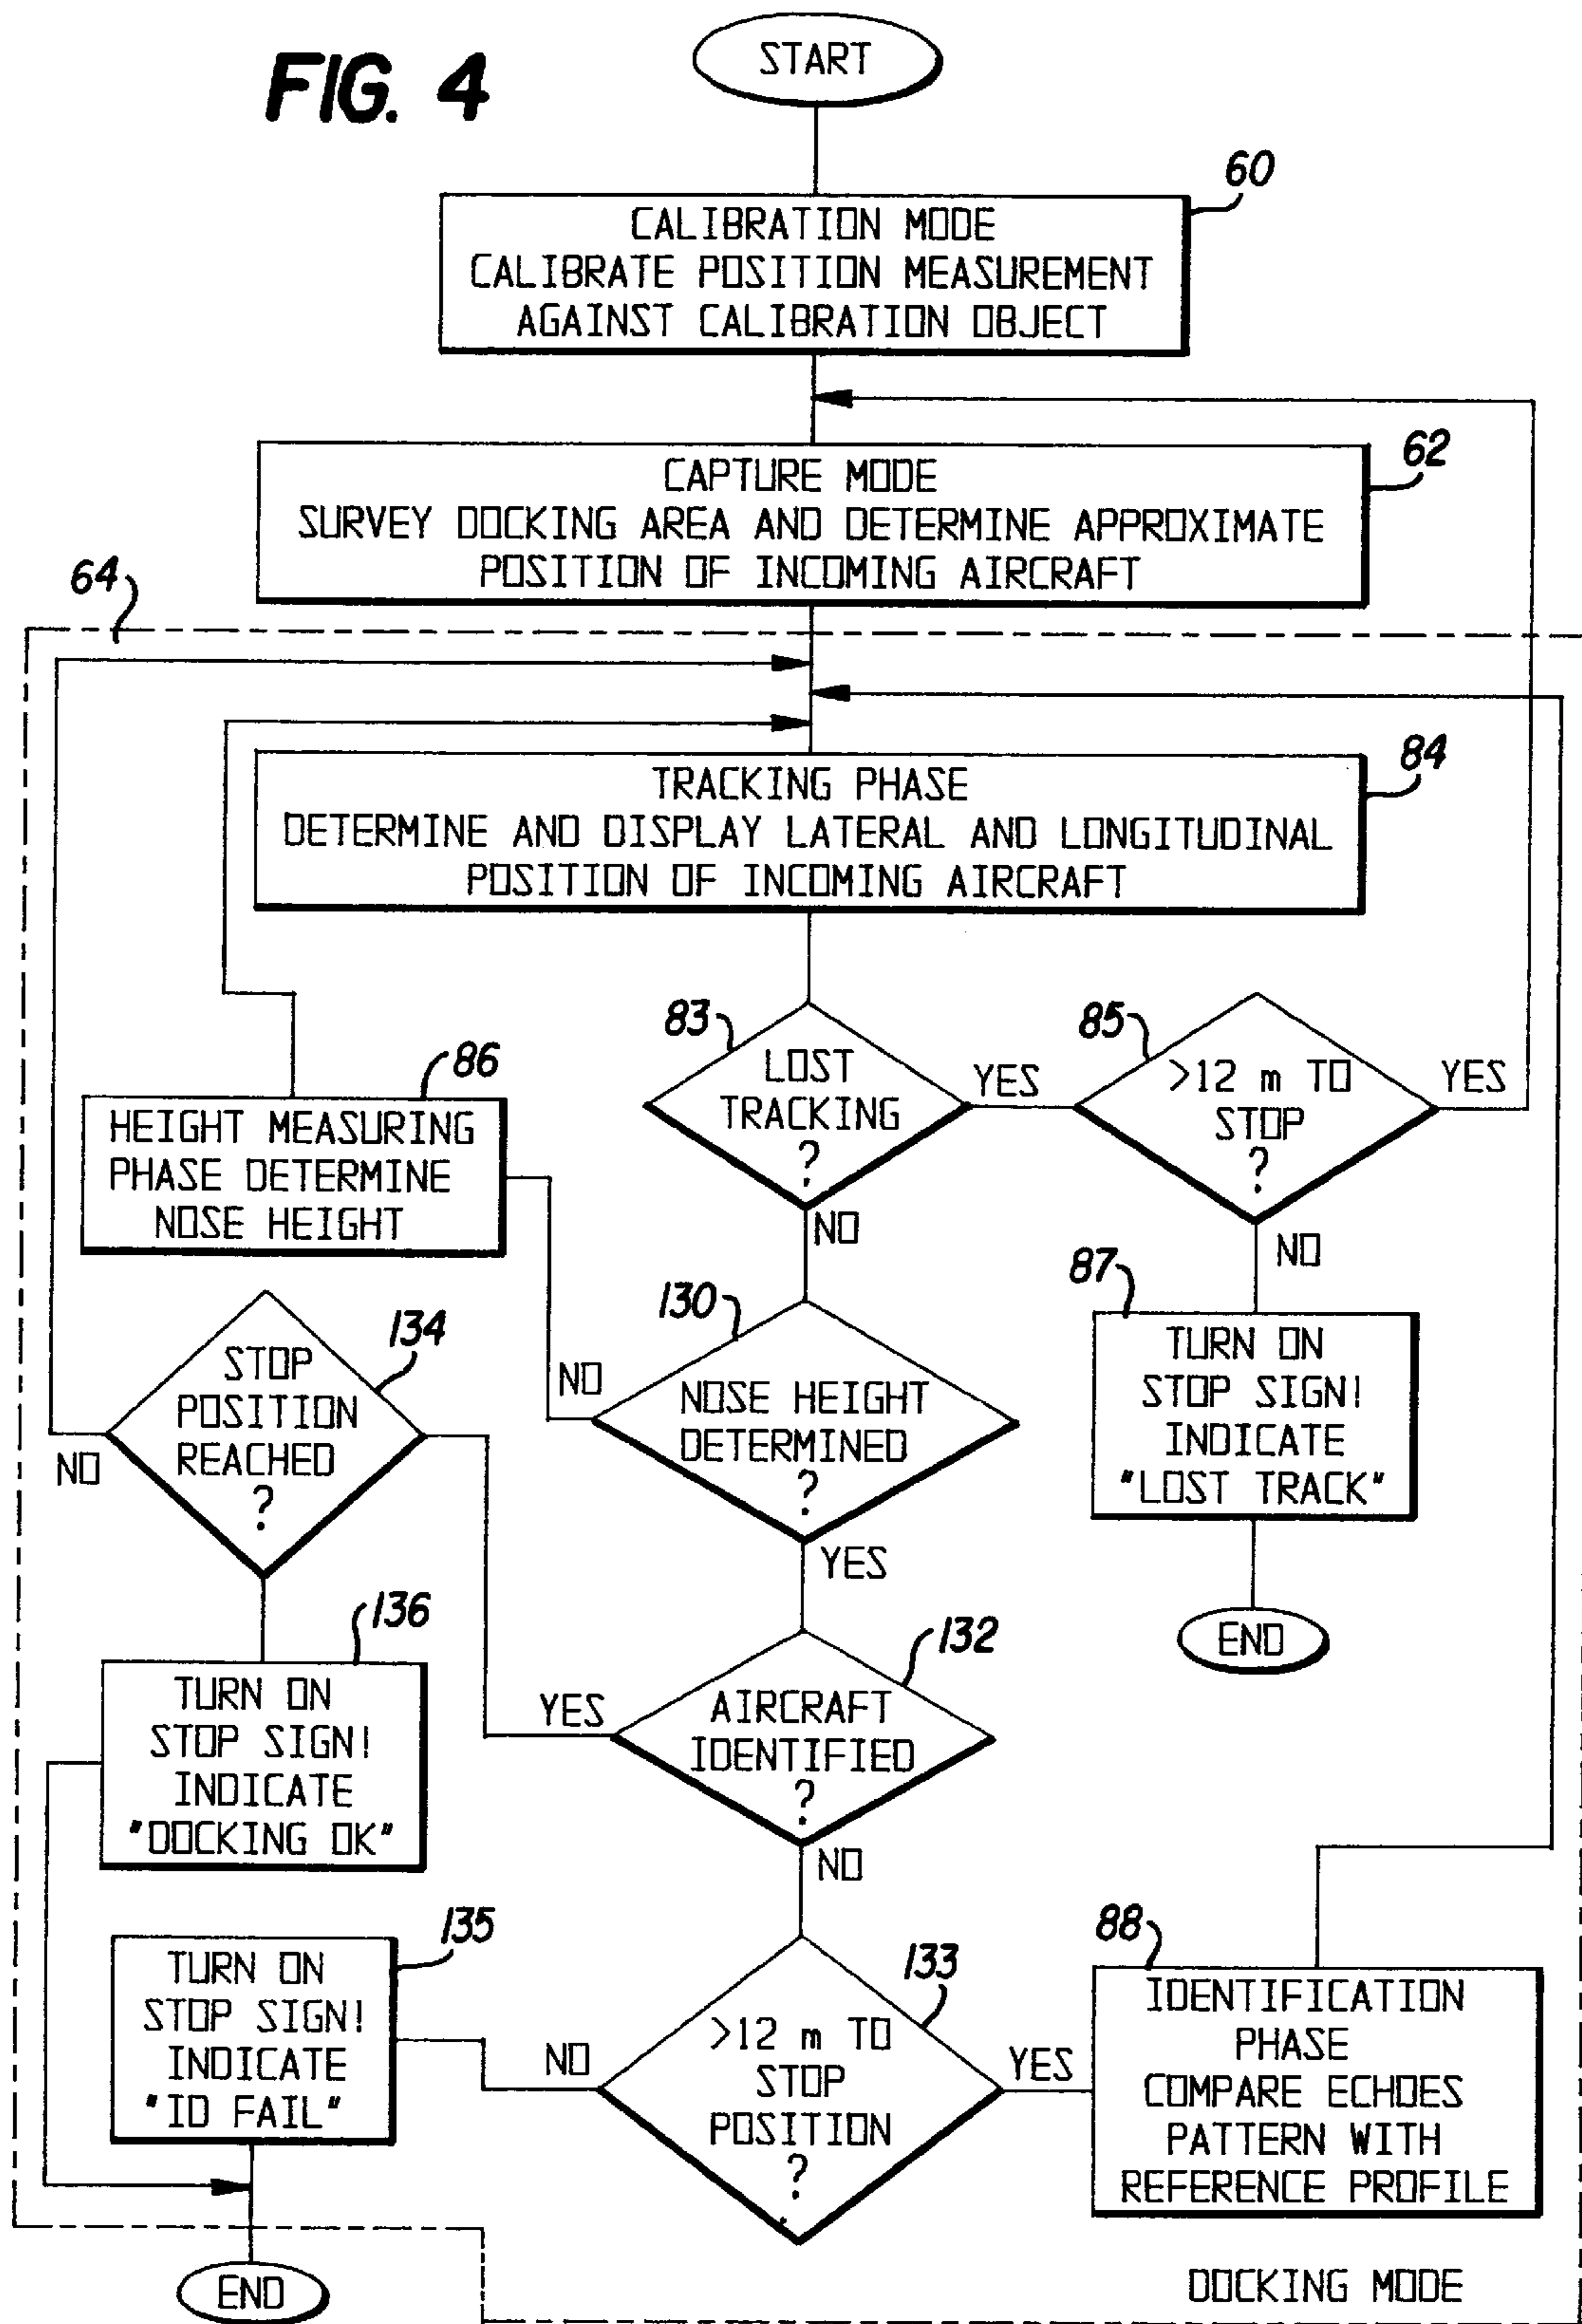 FIG. 4
START
60
CALIBRATION MODE
CALIBRATE POSITION MEASUREMENT
AGAINST CALIBRATION OBJECT
62
CAPTURE MODE
SURVEY DOCKING AREA AND DETERMINE APPROXIMATE
POSITION OF INCOMING AIRCRAFT
64
84
TRACKING PHASE
DETERMINE AND DISPLAY LATERAL AND LONGITUDINAL
POSITION OF INCOMING AIRCRAFT
83
LOST
TRACKING
?
YES
NO
85
>12 m TO
STOP
?
YES
NO
86
HEIGHT MEASURING
PHASE DETERMINE
NOSE HEIGHT
87
TURN ON
STOP SIGN!
INDICATE
"LOST TRACK"
END
130
NOSE HEIGHT
DETERMINED
?
NO
YES
134
STOP
POSITION
REACHED
?
NO
136
TURN ON
STOP SIGN!
INDICATE
"DOCKING OK"
132
AIRCRAFT
IDENTIFIED
?
YES
NO
135
TURN ON
STOP SIGN!
INDICATE
"ID FAIL"
133
>12 m TO
STOP
POSITION
?
NO
YES
88
IDENTIFICATION
PHASE
COMPARE ECHOES
PATTERN WITH
REFERENCE PROFILE
END
DOCKING MODE